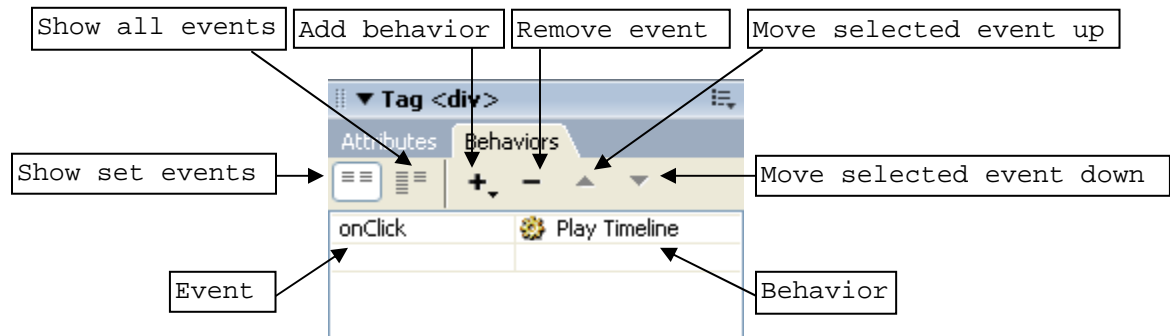 Show all events
Add behavior
Remove event
Move selected event up
Tag <div>
Attributes
Behaviors
Show set events
Move selected event down
onClick
Play Timeline
Event
Behavior